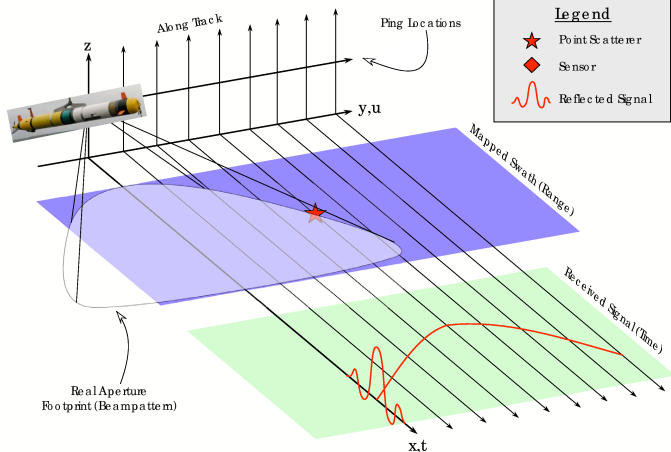 Legend
Point Scatterer
Sensor
Reflected Signal
Along Track
Ping Locations
z
y,u
Mapped Swath (Range)
Received Signal (Time)
Real Aperture
Footprint (Beampattern)
x,t